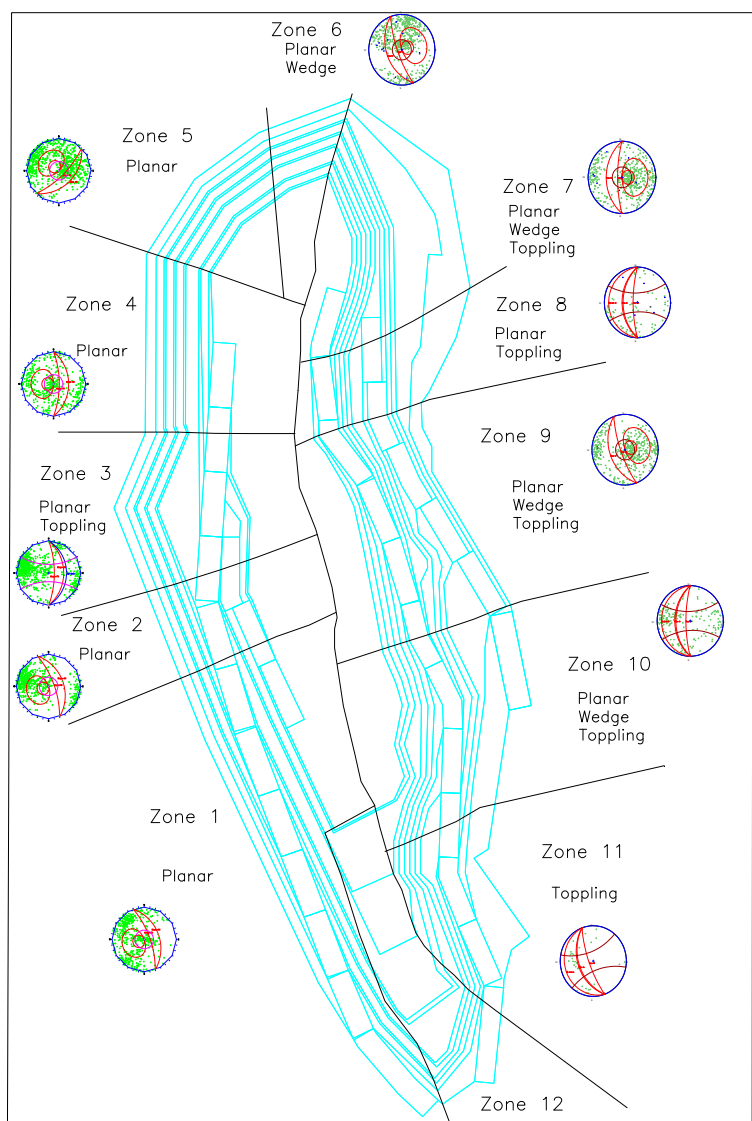 Zone 6
Planar
Wedge
Zone 5
Planar
Zone 7
Planar
Wedge
Toppling
Zone 4
Planar
Zone 8
Planar
Toppling
Zone 3
Planar
Toppling
Zone 9
Planar
Wedge
Toppling
Zone 2
Planar
Zone 10
Planar
Wedge
Toppling
Zone 1
Planar
Zone 11
Toppling
Zone 12